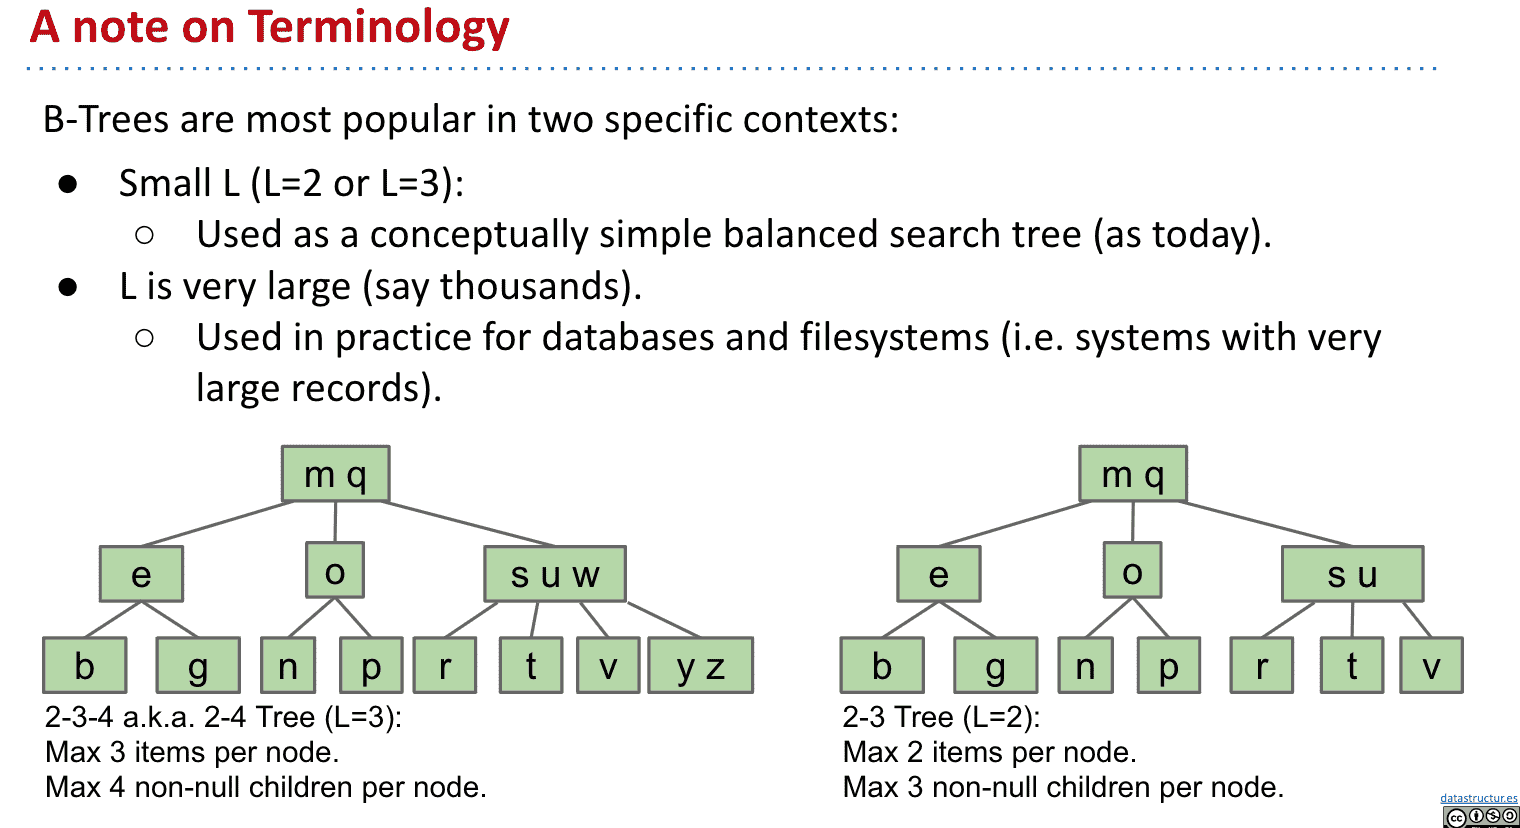 A note on Terminology
B-Trees are most popular in two specific contexts:
● Small L (L=2 or L=3):
○ Used as a conceptually simple balanced search tree (as today).
● L is very large (say thousands).
○ Used in practice for databases and filesystems (i.e. systems with very
large records).
m q
e o s u w
b g n p r t v y z
2-3-4 a.k.a. 2-4 Tree (L=3):
Max 3 items per node.
Max 4 non-null children per node.
m q
e o s u
b g n p r t v
2-3 Tree (L=2):
Max 2 items per node.
Max 3 non-null children per node.
datastructur.es
cc